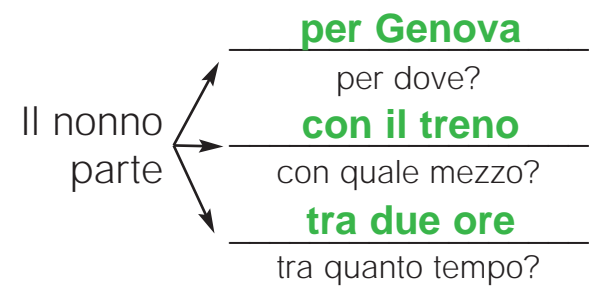 per Genova
per dove?
Il nonno
parte
con il treno
con quale mezzo?
tra due ore
tra quanto tempo?